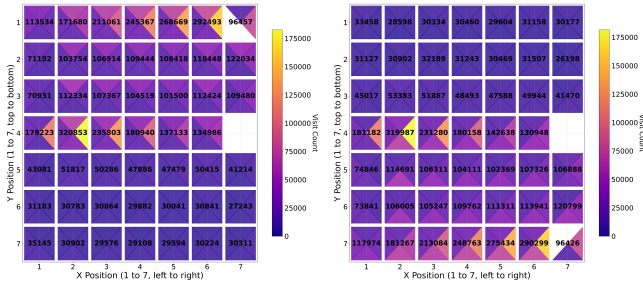 1 113534 171680 211061 245367 268669 292493 96457
2 71182 103754 106914 109444 108418 118448 122034
3 70931 112334 107367 104519 101500 112424 109480
4 178223 320853 235803 180940 137133 134986
5 43081 51817 50286 47886 47479 50415 41214
6 31183 30783 30864 29882 30041 30841 27243
7 35145 30902 29576 29108 29594 30224 30311
1 2 3 4 5 6 7
X Position (1 to 7, left to right)
Y Position (1 to 7, top to bottom)
175000
150000
125000
100000
75000
50000
25000
0
Visit Count
1 33458 28598 30334 30460 29604 31158 30177
2 31127 30902 32189 31243 30469 31507 26198
3 45017 53383 51887 48493 47588 49944 41470
4 181182 319987 231280 180158 142638 130948
5 74846 114691 106311 104111 102369 107326 106888
6 73841 106005 105247 109762 111311 113941 120799
7 117974 181267 213084 248763 275434 290299 96426
1 2 3 4 5 6 7
X Position (1 to 7, left to right)
Y Position (1 to 7, top to bottom)
175000
150000
125000
100000
75000
50000
25000
0
Visit Count